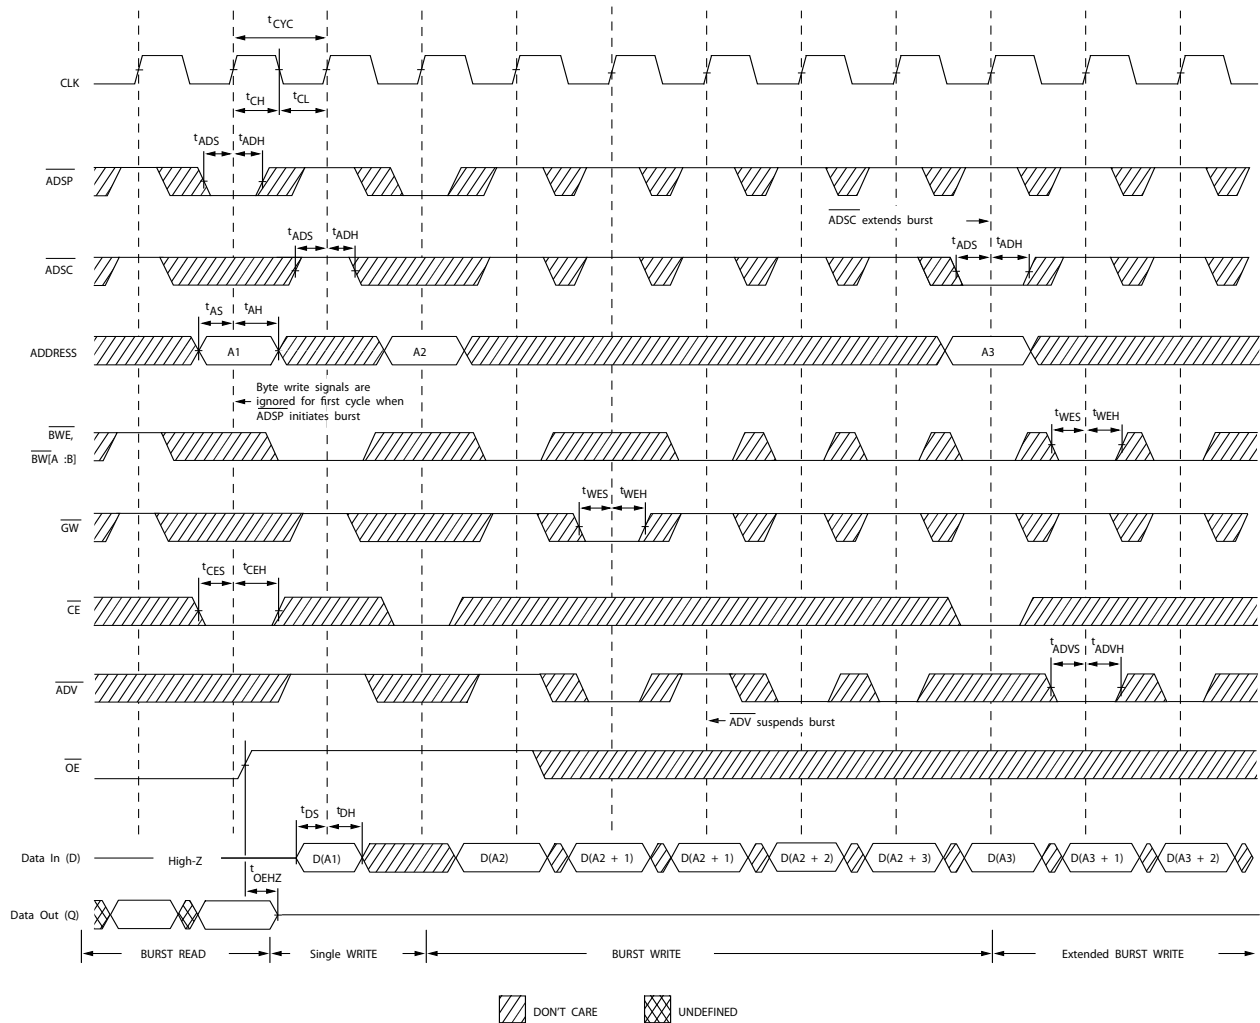 tCYC
CLK
tCH
tCL
tADS
tADH
ADSP
ADSC extends burst
tADS
tADH
tADS
tADH
ADSC
tAS
tAH
ADDRESS
A1
A2
A3
Byte write signals are
ignored for first cycle when
ADSP initiates burst
BWE,
BW[A :B]
tWES
tWEH
tWES
tWEH
GW
tCES
tCEH
CE
tADVS
tADVH
ADV
ADV suspends burst
OE
tDS
tDH
Data In (D)
High-Z
D(A1)
D(A2)
D(A2 + 1)
D(A2 + 1)
D(A2 + 2)
D(A2 + 3)
D(A3)
D(A3 + 1)
D(A3 + 2)
tOEHZ
Data Out (Q)
BURST READ
Single WRITE
BURST WRITE
Extended BURST WRITE
DON'T CARE
UNDEFINED